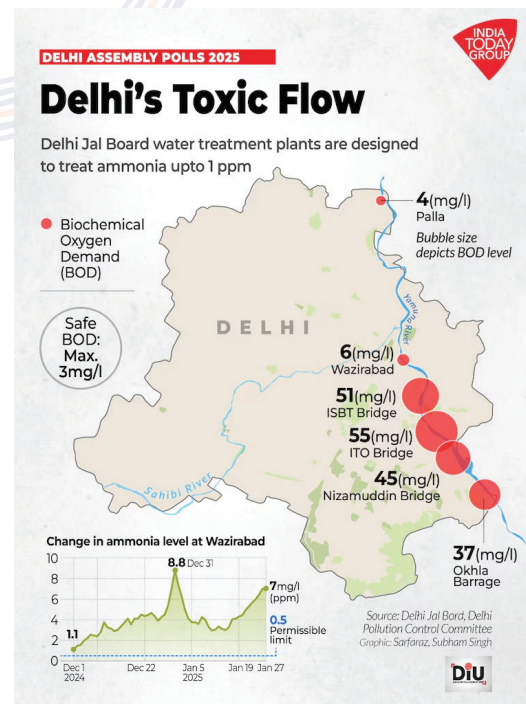 INDIA
TODAY
GROUP
DELHI ASSEMBLY POLLS 2025
Delhi's Toxic Flow
Delhi Jal Board water treatment plants are designed
to treat ammonia upto 1 ppm
4(mg/l)
Palla
Bubble size
depicts BOD level
Biochemical
Oxygen
Demand
(BOD)
Safe
BOD:
Max.
3mg/l
Yamuna River
DELHI
6(mg/l)
Wazirabad
51(mg/l)
ISBT Bridge
55(mg/l)
ITO Bridge
45(mg/l)
Nizamuddin Bridge
Sahibi River
37(mg/l)
Okhla
Barrage
Change in ammonia level at Wazirabad
10
8
6
4
2
0
1.1
8.8 Dec 31
7mg/l
(ppm)
0.5
Permissible
limit
Dec 1
2024
Dec 22
Jan 5
2025
Jan 19
Jan 27
Source: Delhi Jal Bord, Delhi
Pollution Control Committee
Graphic: Sarfaraz, Subham Singh
DiU